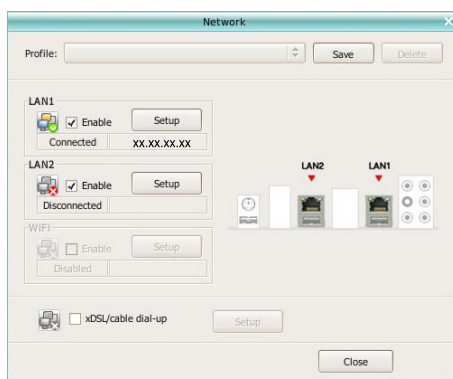 Network
Profile: Save Delete
LAN1
Enable Setup
Connected XX.XX.XX.XX
LAN2
Enable Setup
Disconnected
WiFi
Enable Setup
Disabled
LAN2 LAN1
xDSL/cable dial-up Setup
Close